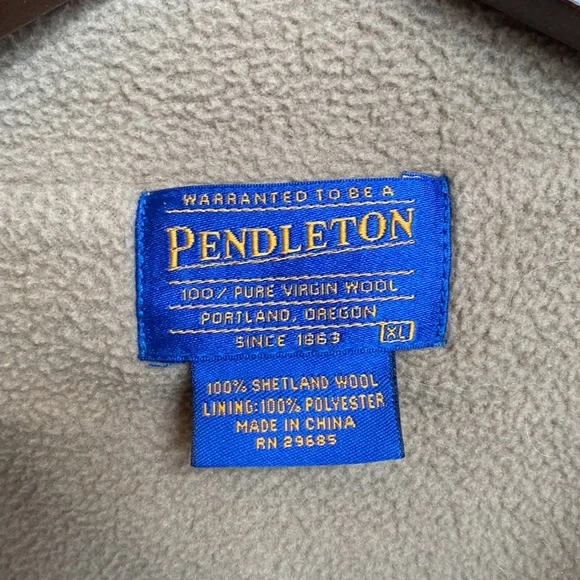 WARRANTED TO BE A
PENDLETON
100% PURE VIRGIN WOOL
PORTLAND, OREGON
SINCE 1863 XL
100% SHETLAND WOOL
LINING: 100% POLYESTER
MADE IN CHINA
RN 29685